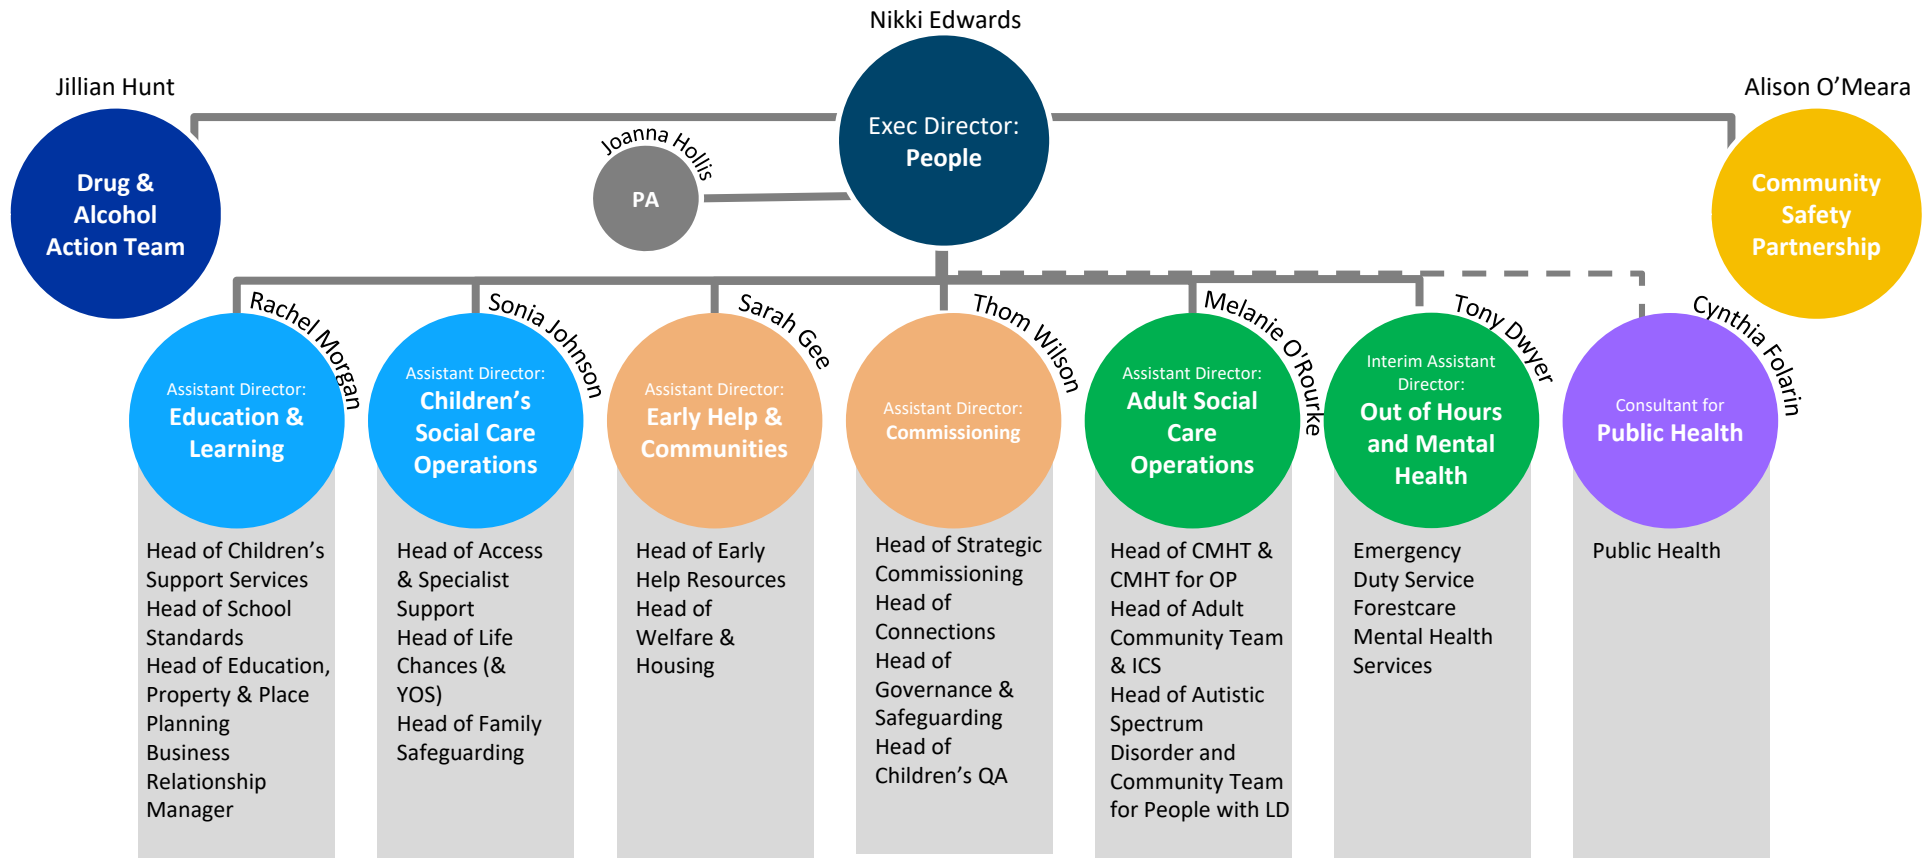 Nikki Edwards
Exec Director:
People
Jillian Hunt
Drug &
Alcohol
Action Team
Joanna Hollis
PA
Alison O’Meara
Community
Safety
Partnership
Rachel Morgan
Assistant Director:
Education &
Learning
Head of Children’s
Support Services
Head of School
Standards
Head of Education,
Property & Place
Planning
Business
Relationship
Manager
Sonia Johnson
Assistant Director:
Children’s
Social Care
Operations
Head of Access
& Specialist
Support
Head of Life
Chances (&
YOS)
Head of Family
Safeguarding
Sarah Gee
Assistant Director:
Early Help &
Communities
Head of Early
Help Resources
Head of
Welfare &
Housing
Thom Wilson
Assistant Director:
Commissioning
Head of Strategic
Commissioning
Head of
Connections
Head of
Governance &
Safeguarding
Head of
Children’s QA
Melanie O'Rourke
Assistant Director:
Adult Social
Care
Operations
Head of CMHT &
CMHT for OP
Head of Adult
Community Team
& ICS
Head of Autistic
Spectrum
Disorder and
Community Team
for People with LD
Tony Dwyer
Interim Assistant
Director:
Out of Hours
and Mental
Health
Emergency
Duty Service
Forestcare
Mental Health
Services
Cynthia Folarin
Consultant for
Public Health
Public Health